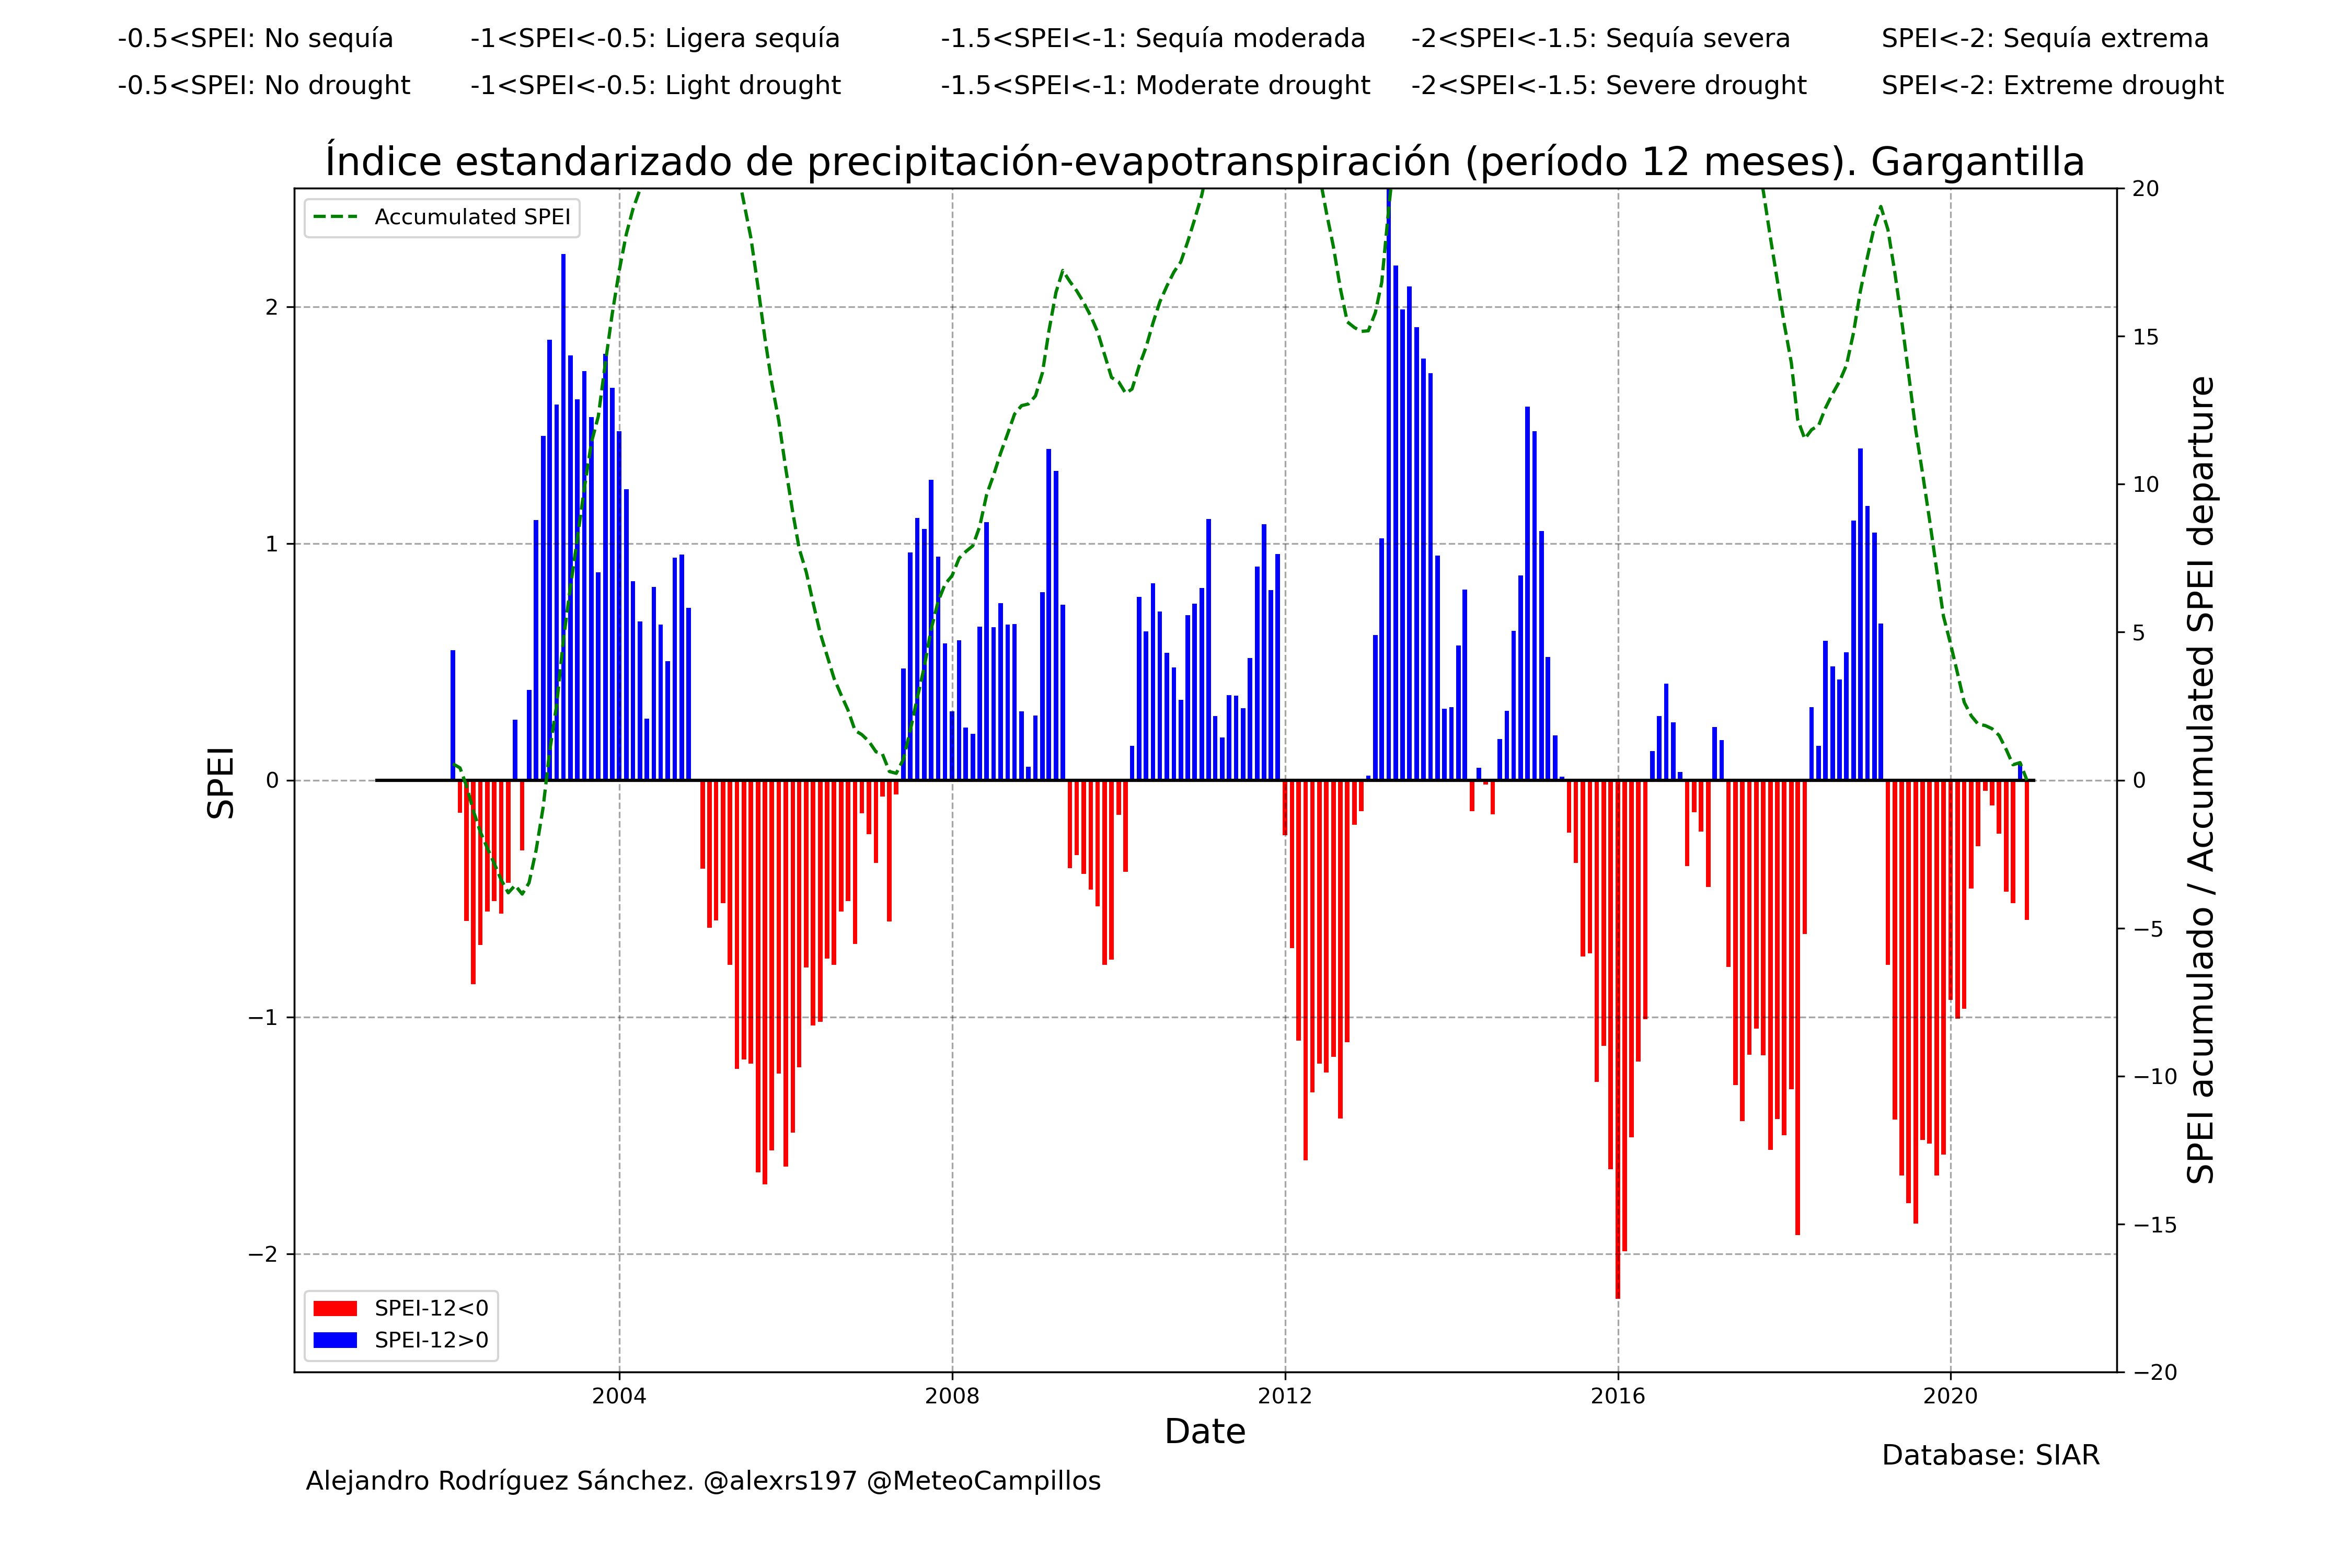 -0.5<SPEI: No sequía -1<SPEI<-0.5: Ligera sequía -1.5<SPEI<-1: Sequía moderada -2<SPEI<-1.5: Sequía severa SPEI<-2: Sequía extrema
-0.5<SPEI: No drought -1<SPEI<-0.5: Light drought -1.5<SPEI<-1: Moderate drought -2<SPEI<-1.5: Severe drought SPEI<-2: Extreme drought
Índice estandarizado de precipitación-evapotranspiración (período 12 meses). Gargantilla
Accumulated SPEI
SPEI
2
1
0
−1
−2
20
15
10
5
0
−5
−10
−15
−20
SPEI acumulado / Accumulated SPEI departure
SPEI-12<0
SPEI-12>0
2004 2008 2012 2016 2020
Date
Database: SIAR
Alejandro Rodríguez Sánchez. @alexrs197 @MeteoCampillos